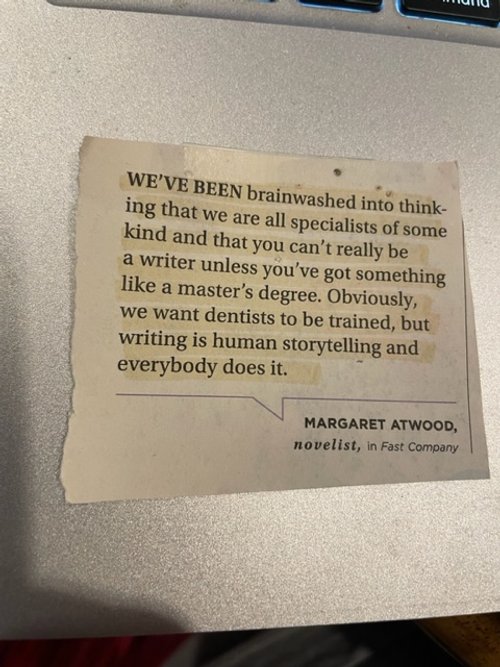 WE'VE BEEN brainwashed into think-
ing that we are all specialists of some
kind and that you can't really be
a writer unless you've got something
like a master's degree. Obviously,
we want dentists to be trained, but
writing is human storytelling and
everybody does it.
MARGARET ATWOOD,
novelist, in Fast Company